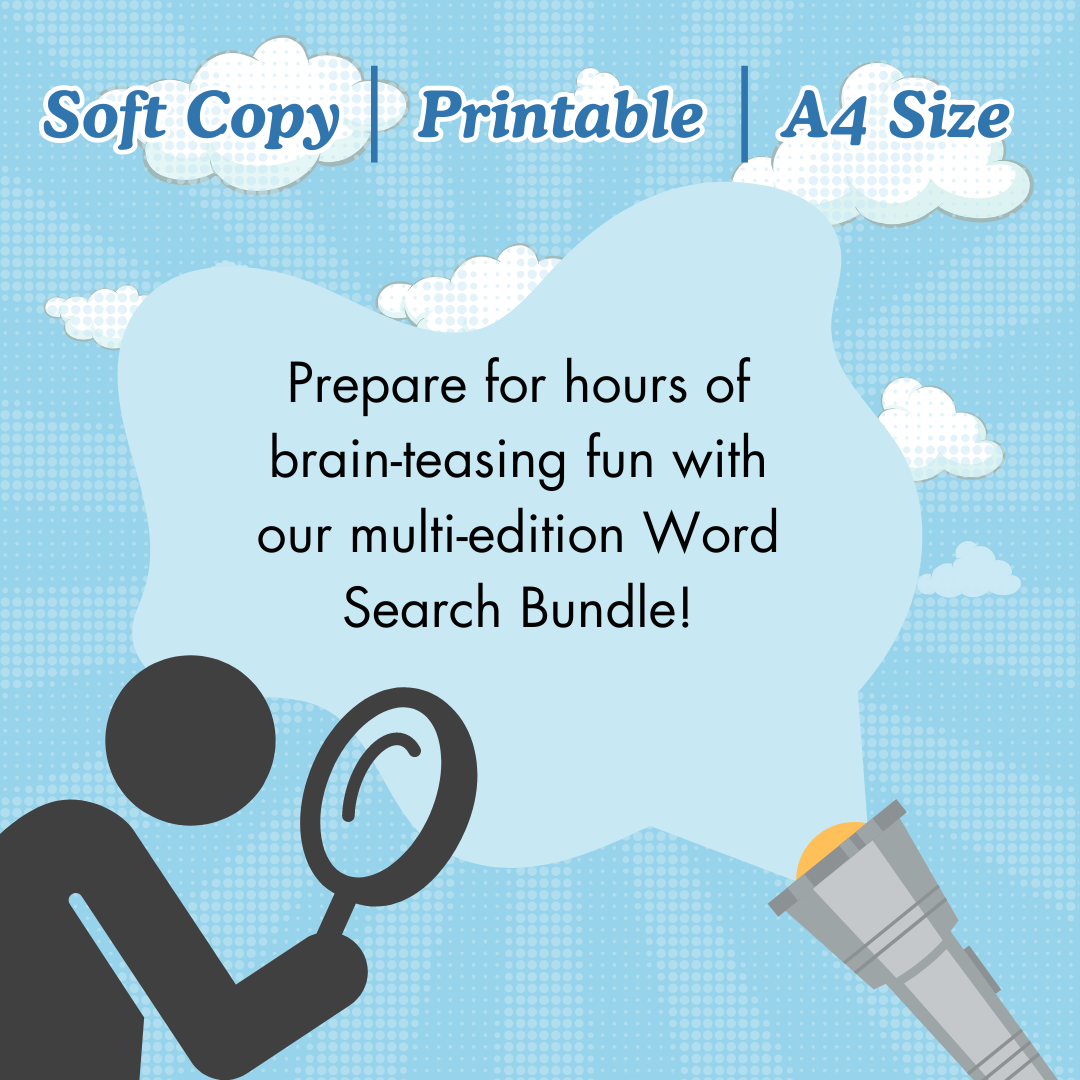 Soft Copy | Printable | A4 Size
Prepare for hours of
brain-teasing fun with
our multi-edition Word
Search Bundle!